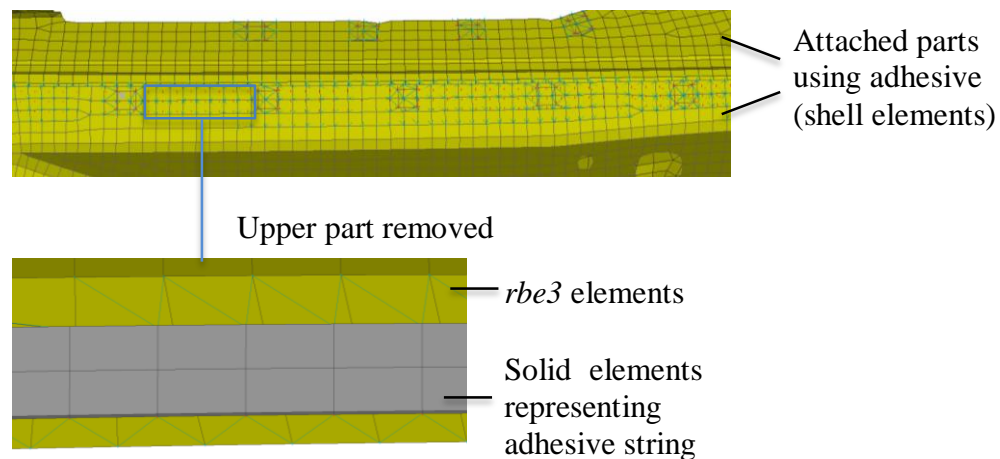 Attached parts
using adhesive
(shell elements)
Upper part removed
rbe3 elements
Solid elements
representing
adhesive string